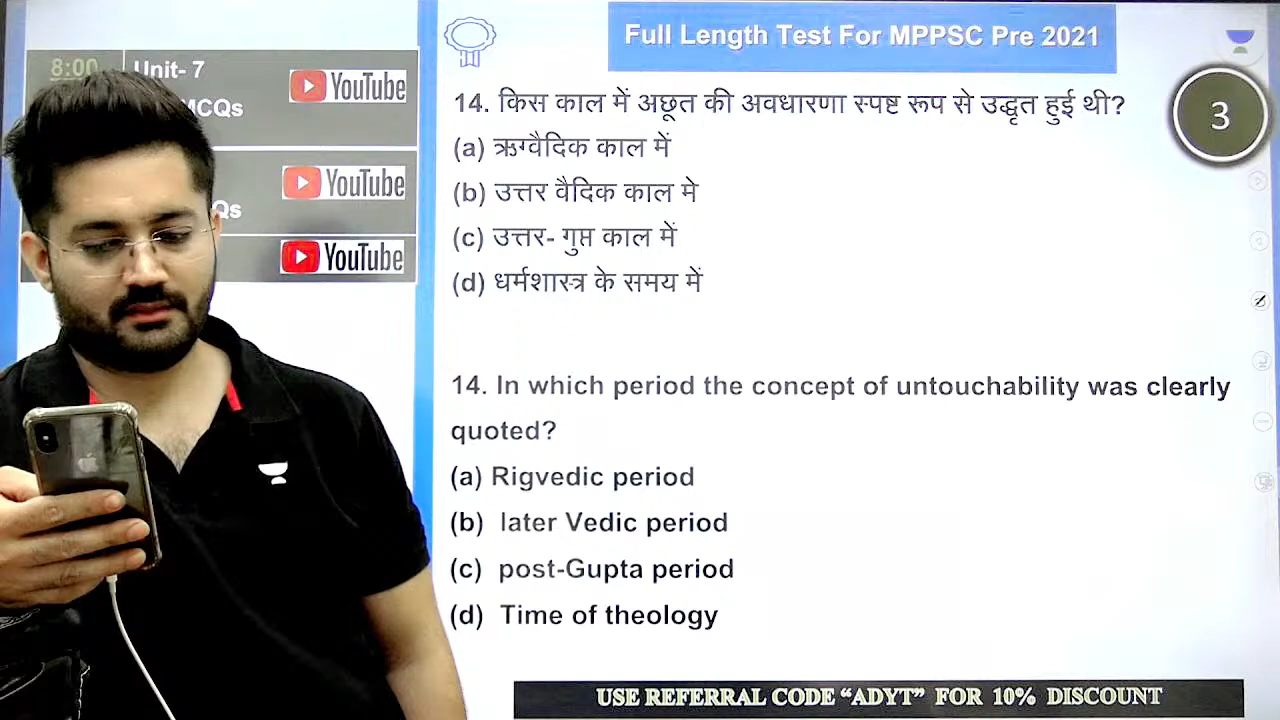 Full Length Test For MPPSC Pre 2021
8:00
Unit- 7
MCQs
YouTube
YouTube
Qs
YouTube
3
14. किस काल में अछूत की अवधारणा स्पष्ट रूप से उद्धृत हुई थी?
(a) ऋग्वैदिक काल में
(b) उत्तर वैदिक काल मे
(c) उत्तर- गुप्त काल में
(d) धर्मशास्त्र के समय में
14. In which period the concept of untouchability was clearly
quoted?
(a) Rigvedic period
(b) later Vedic period
(c) post-Gupta period
(d) Time of theology
USE REFERRAL CODE “ADYT” FOR 10% DISCOUNT